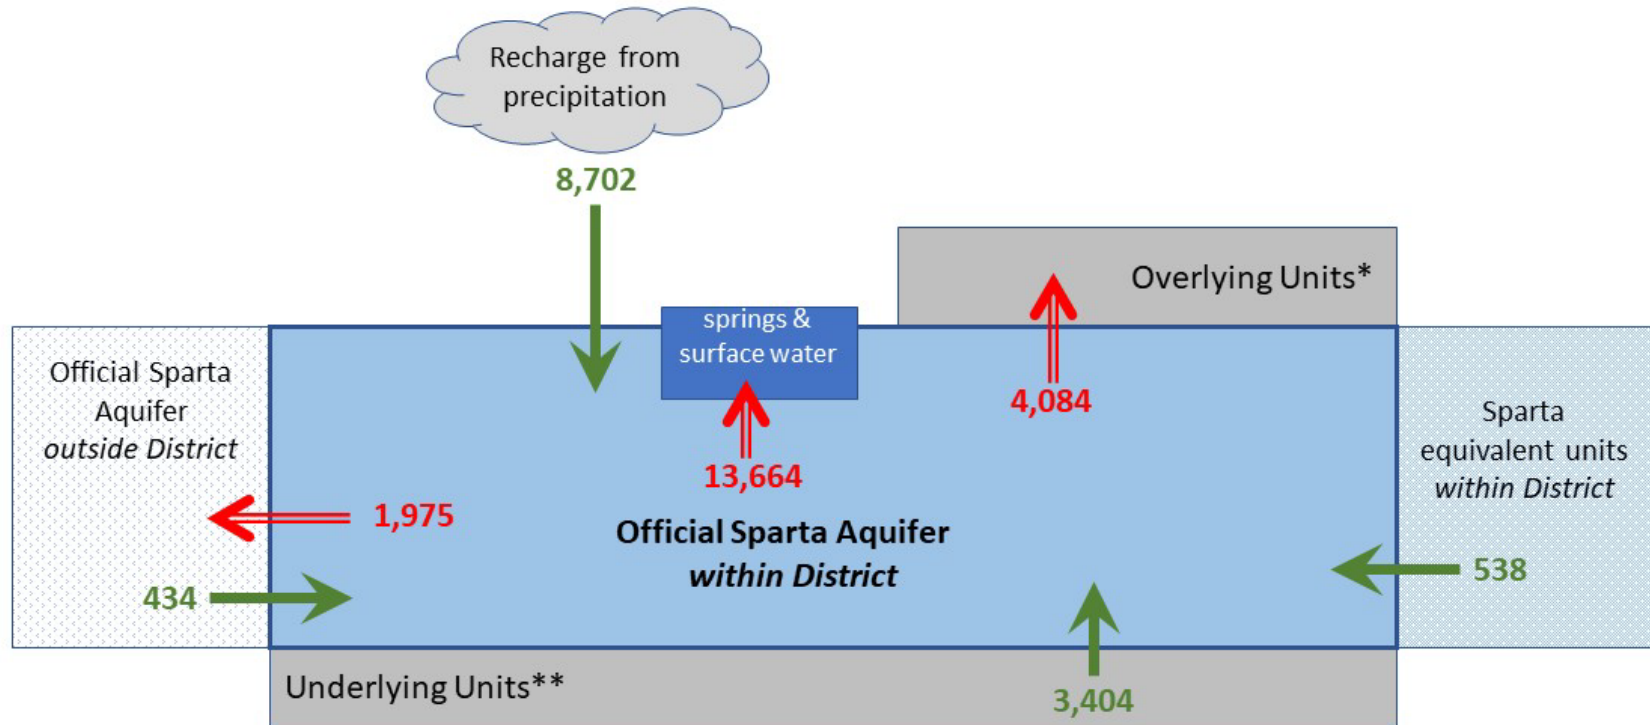 Recharge from
precipitation
8,702
Overlying Units*
springs &
surface water
4,084
13,664
Official Sparta
Aquifer
outside District
1,975
434
Official Sparta Aquifer
within District
Sparta
equivalent units
within District
538
Underlying Units**
3,404